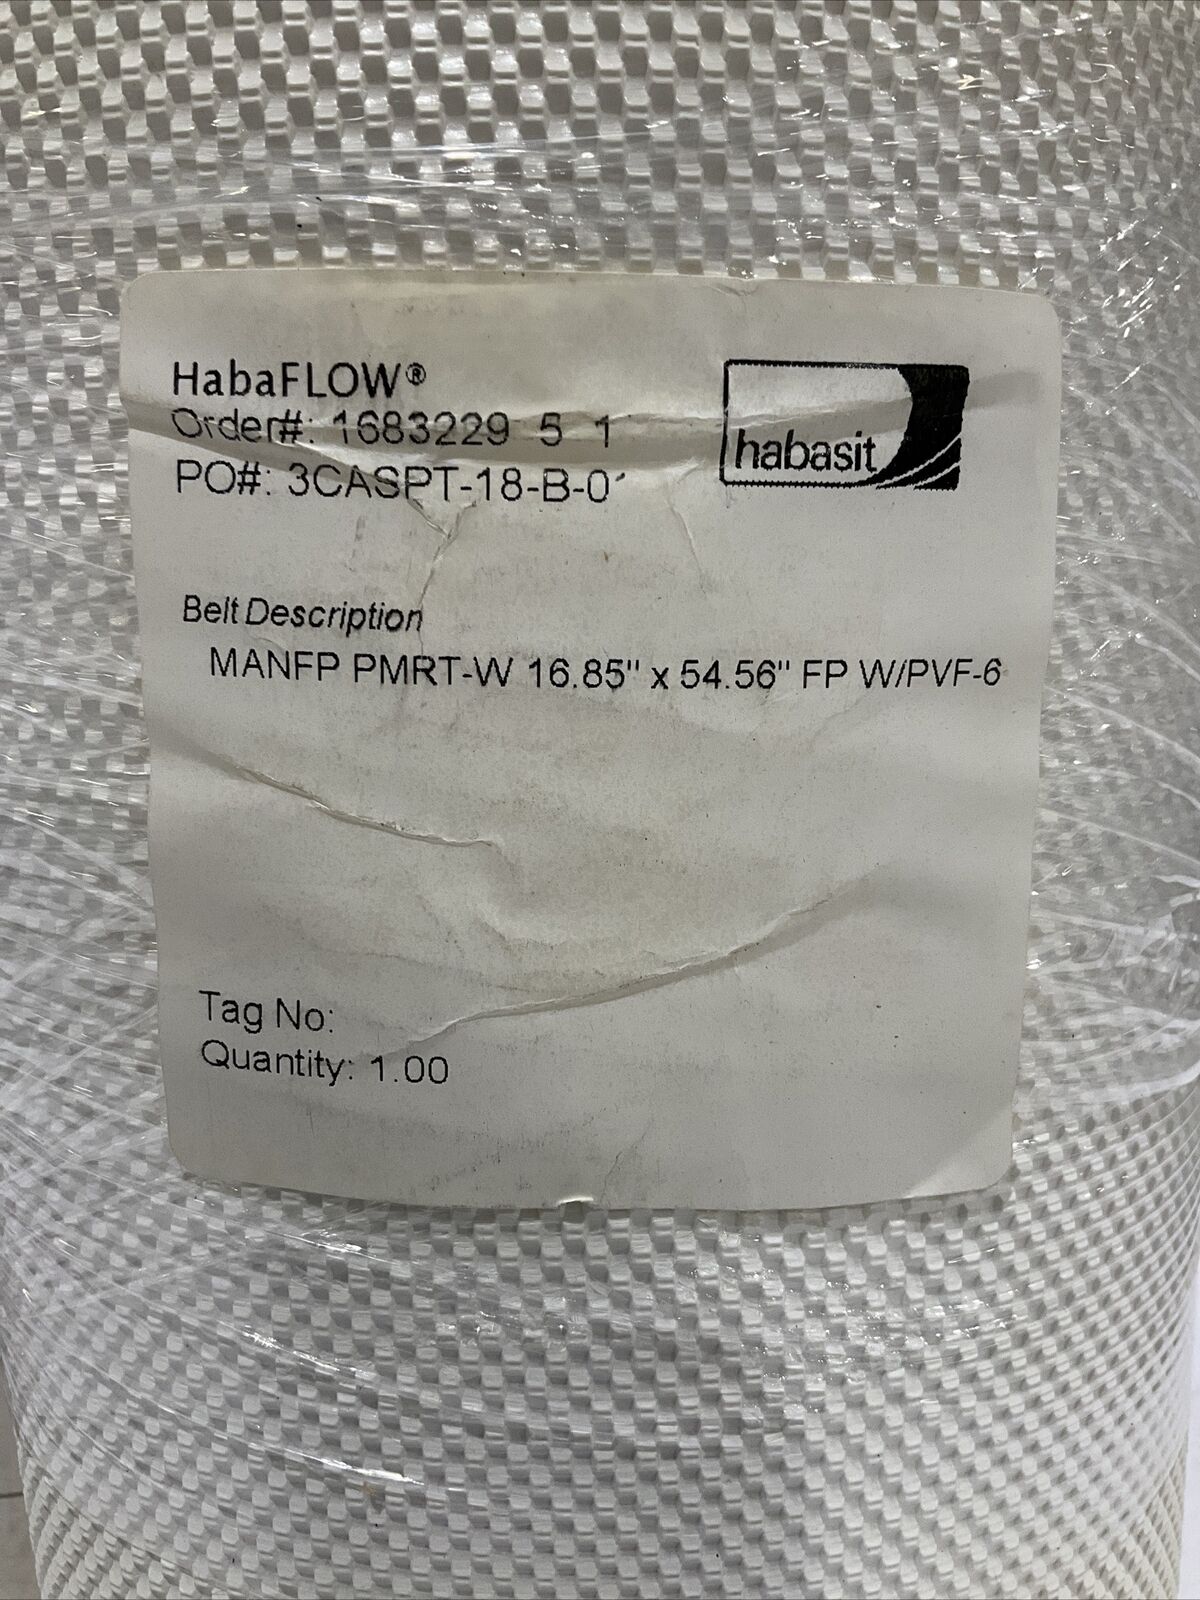 HabaFLOW®
Order#: 1683229 5 1
PO#: 3CASPT-18-B-0
habasit
Belt Description
MANFP PMRT-W 16.85" x 54.56" FP W/PVF-6
Tag No:
Quantity: 1.00